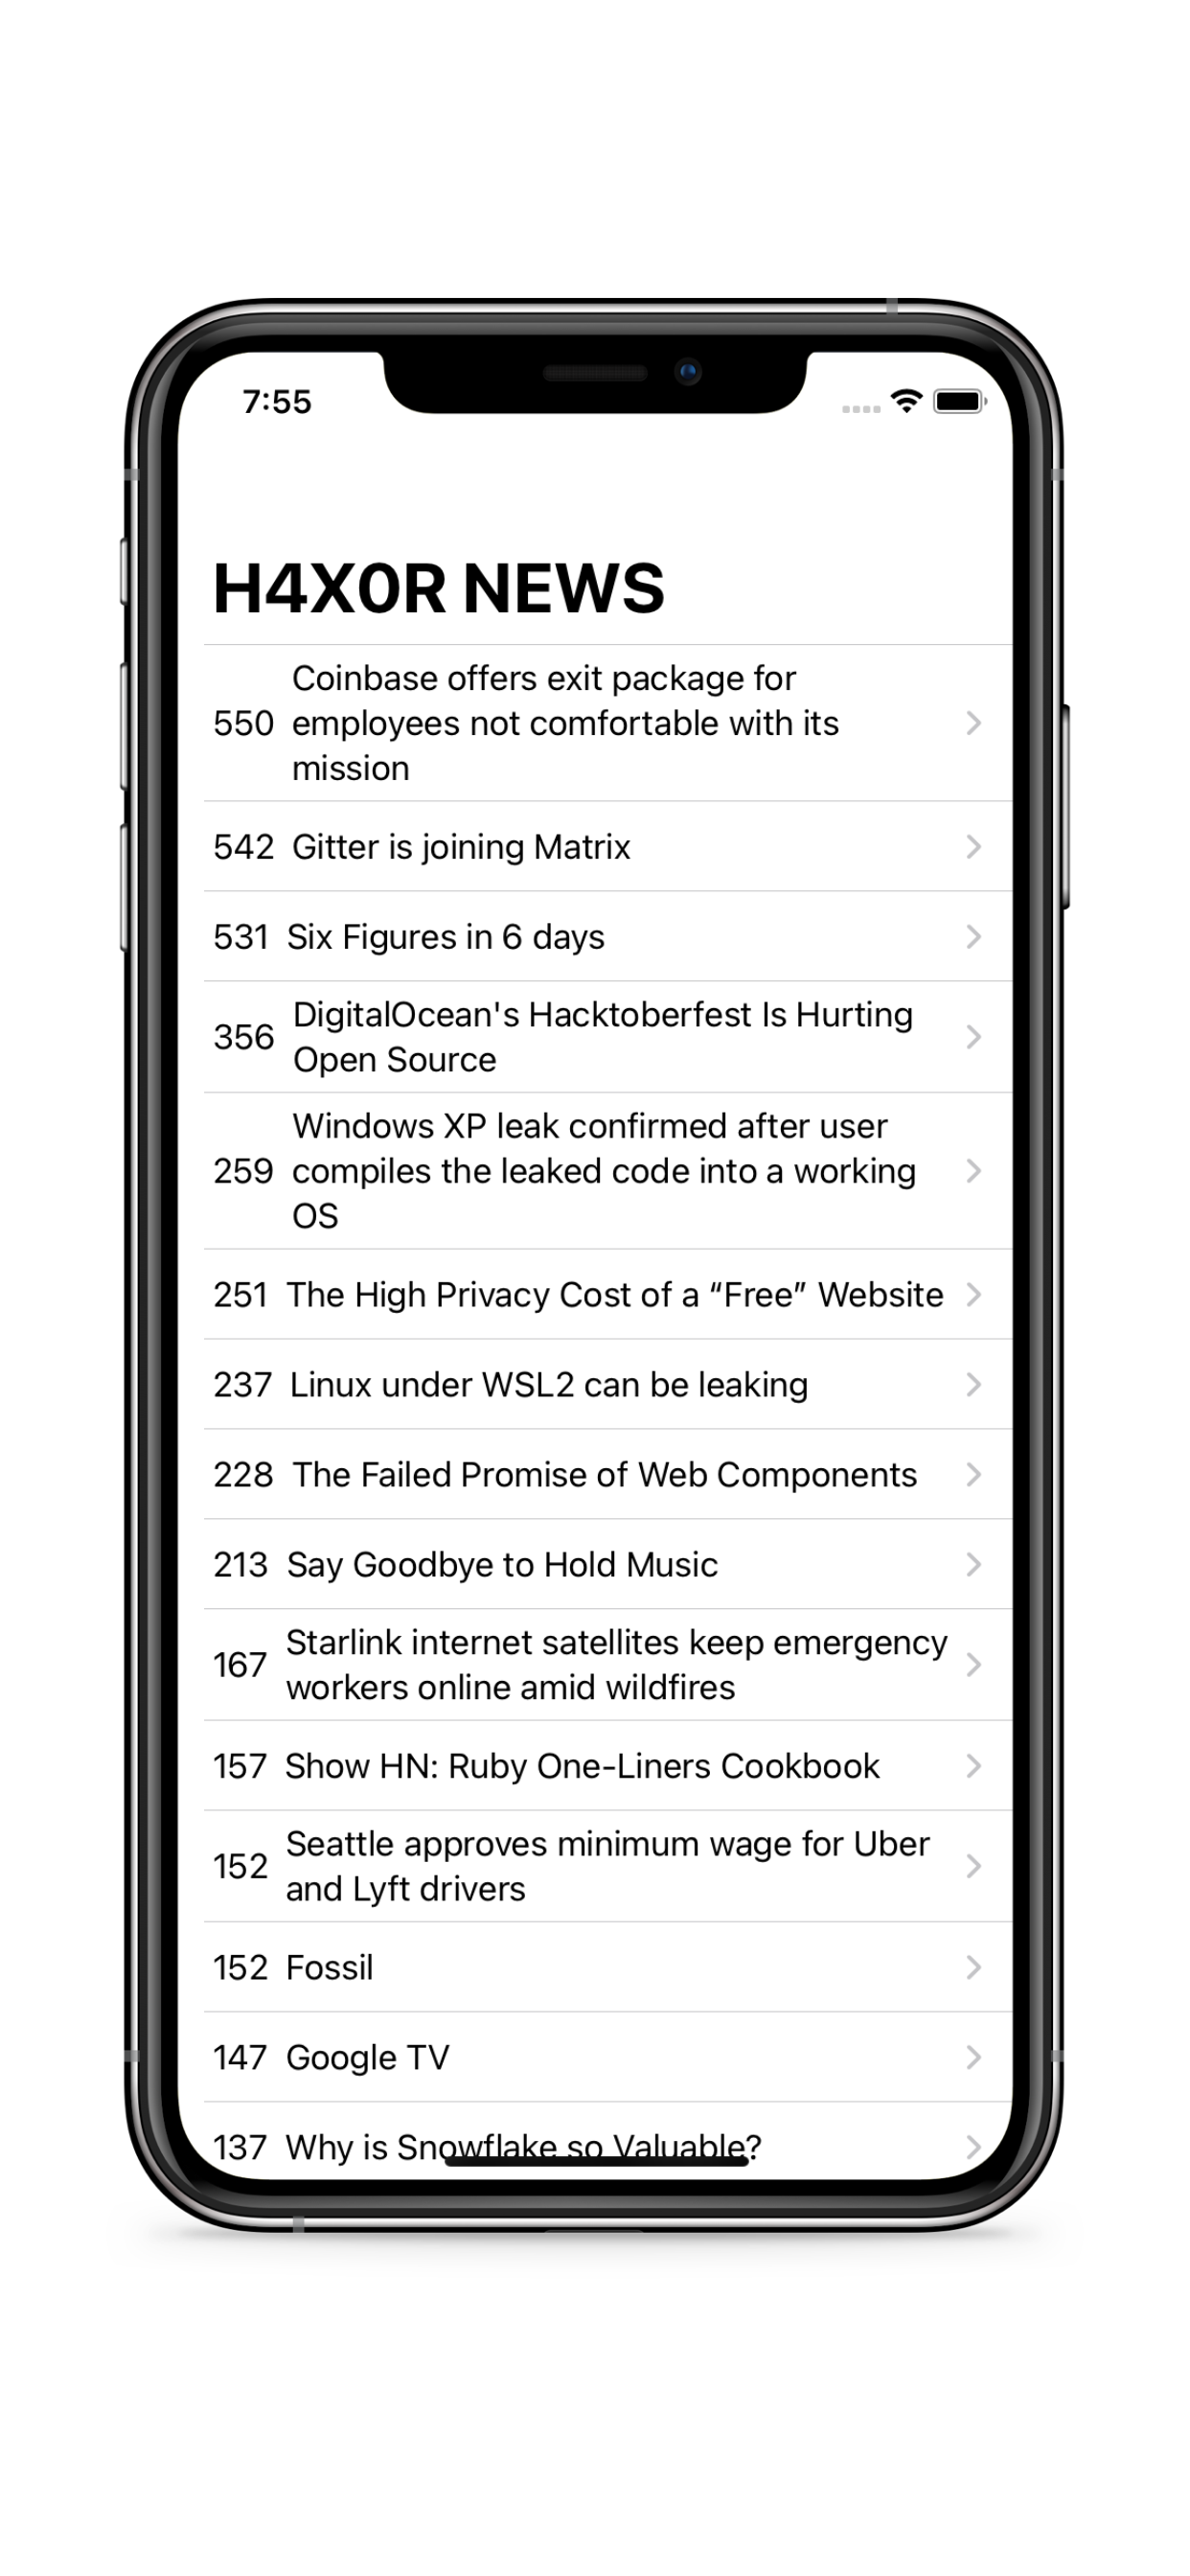 7:55
H4X0R NEWS
Coinbase offers exit package for
550 employees not comfortable with its
mission
542 Gitter is joining Matrix
531 Six Figures in 6 days
DigitalOcean's Hacktoberfest Is Hurting
356
Open Source
Windows XP leak confirmed after user
259 compiles the leaked code into a working
OS
251 The High Privacy Cost of a “Free” Website
237 Linux under WSL2 can be leaking
228 The Failed Promise of Web Components
213 Say Goodbye to Hold Music
Starlink internet satellites keep emergency
167
workers online amid wildfires
157 Show HN: Ruby One-Liners Cookbook
Seattle approves minimum wage for Uber
152
and Lyft drivers
152 Fossil
147 Google TV
137 Why is Snowflake so Valuable?